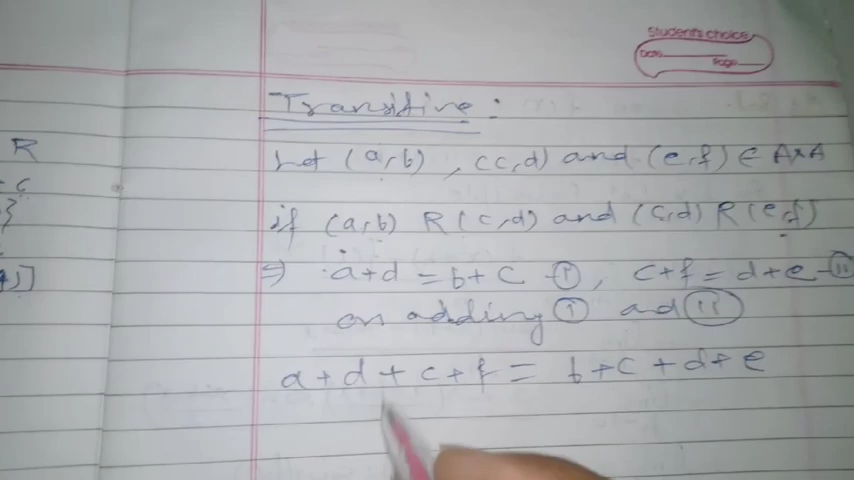 Student's choice
Date
Page
R
c
}
]
Transitive :
Let (a,b) , (c,d) and (e,f) ∈ A×A
if (a,b) R (c,d) and (c,d) R (e,f)
⇒ a+d = b+c -(i) , c+f = d+e -(ii)
on adding (i) and (ii)
a+d+c+f = b+c+d+e